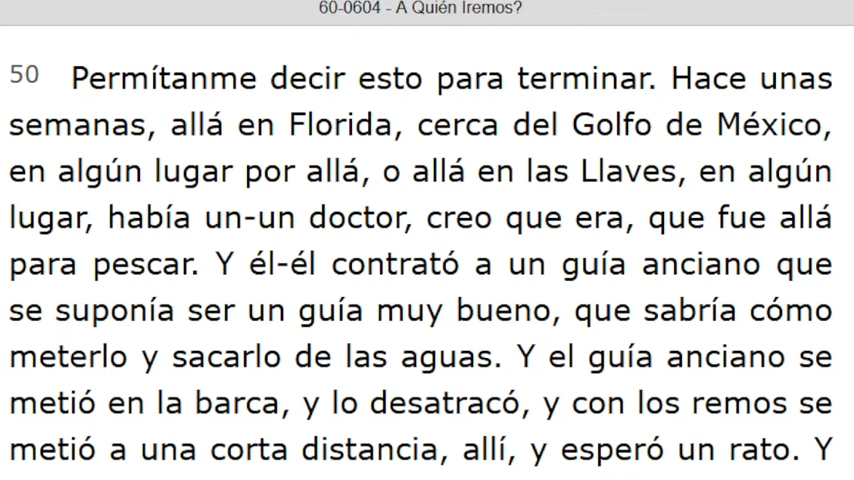 60-0604 - A Quién Iremos?
50 Permítanme decir esto para terminar. Hace unas
semanas, allá en Florida, cerca del Golfo de México,
en algún lugar por allá, o allá en las Llaves, en algún
lugar, había un-un doctor, creo que era, que fue allá
para pescar. Y él-él contrató a un guía anciano que
se suponía ser un guía muy bueno, que sabría cómo
meterlo y sacarlo de las aguas. Y el guía anciano se
metió en la barca, y lo desatracó, y con los remos se
metió a una corta distancia, allí, y esperó un rato. Y